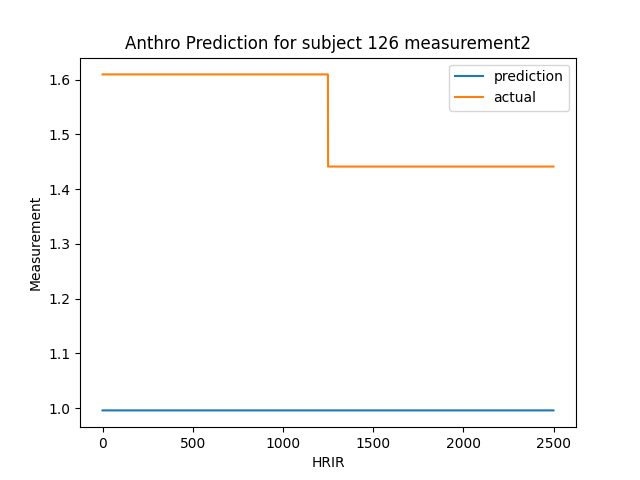 Anthro Prediction for subject 126 measurement2
prediction
actual
1.6
1.5
1.4
1.3
1.2
1.1
1.0
Measurement
0 500 1000 1500 2000 2500
HRIR